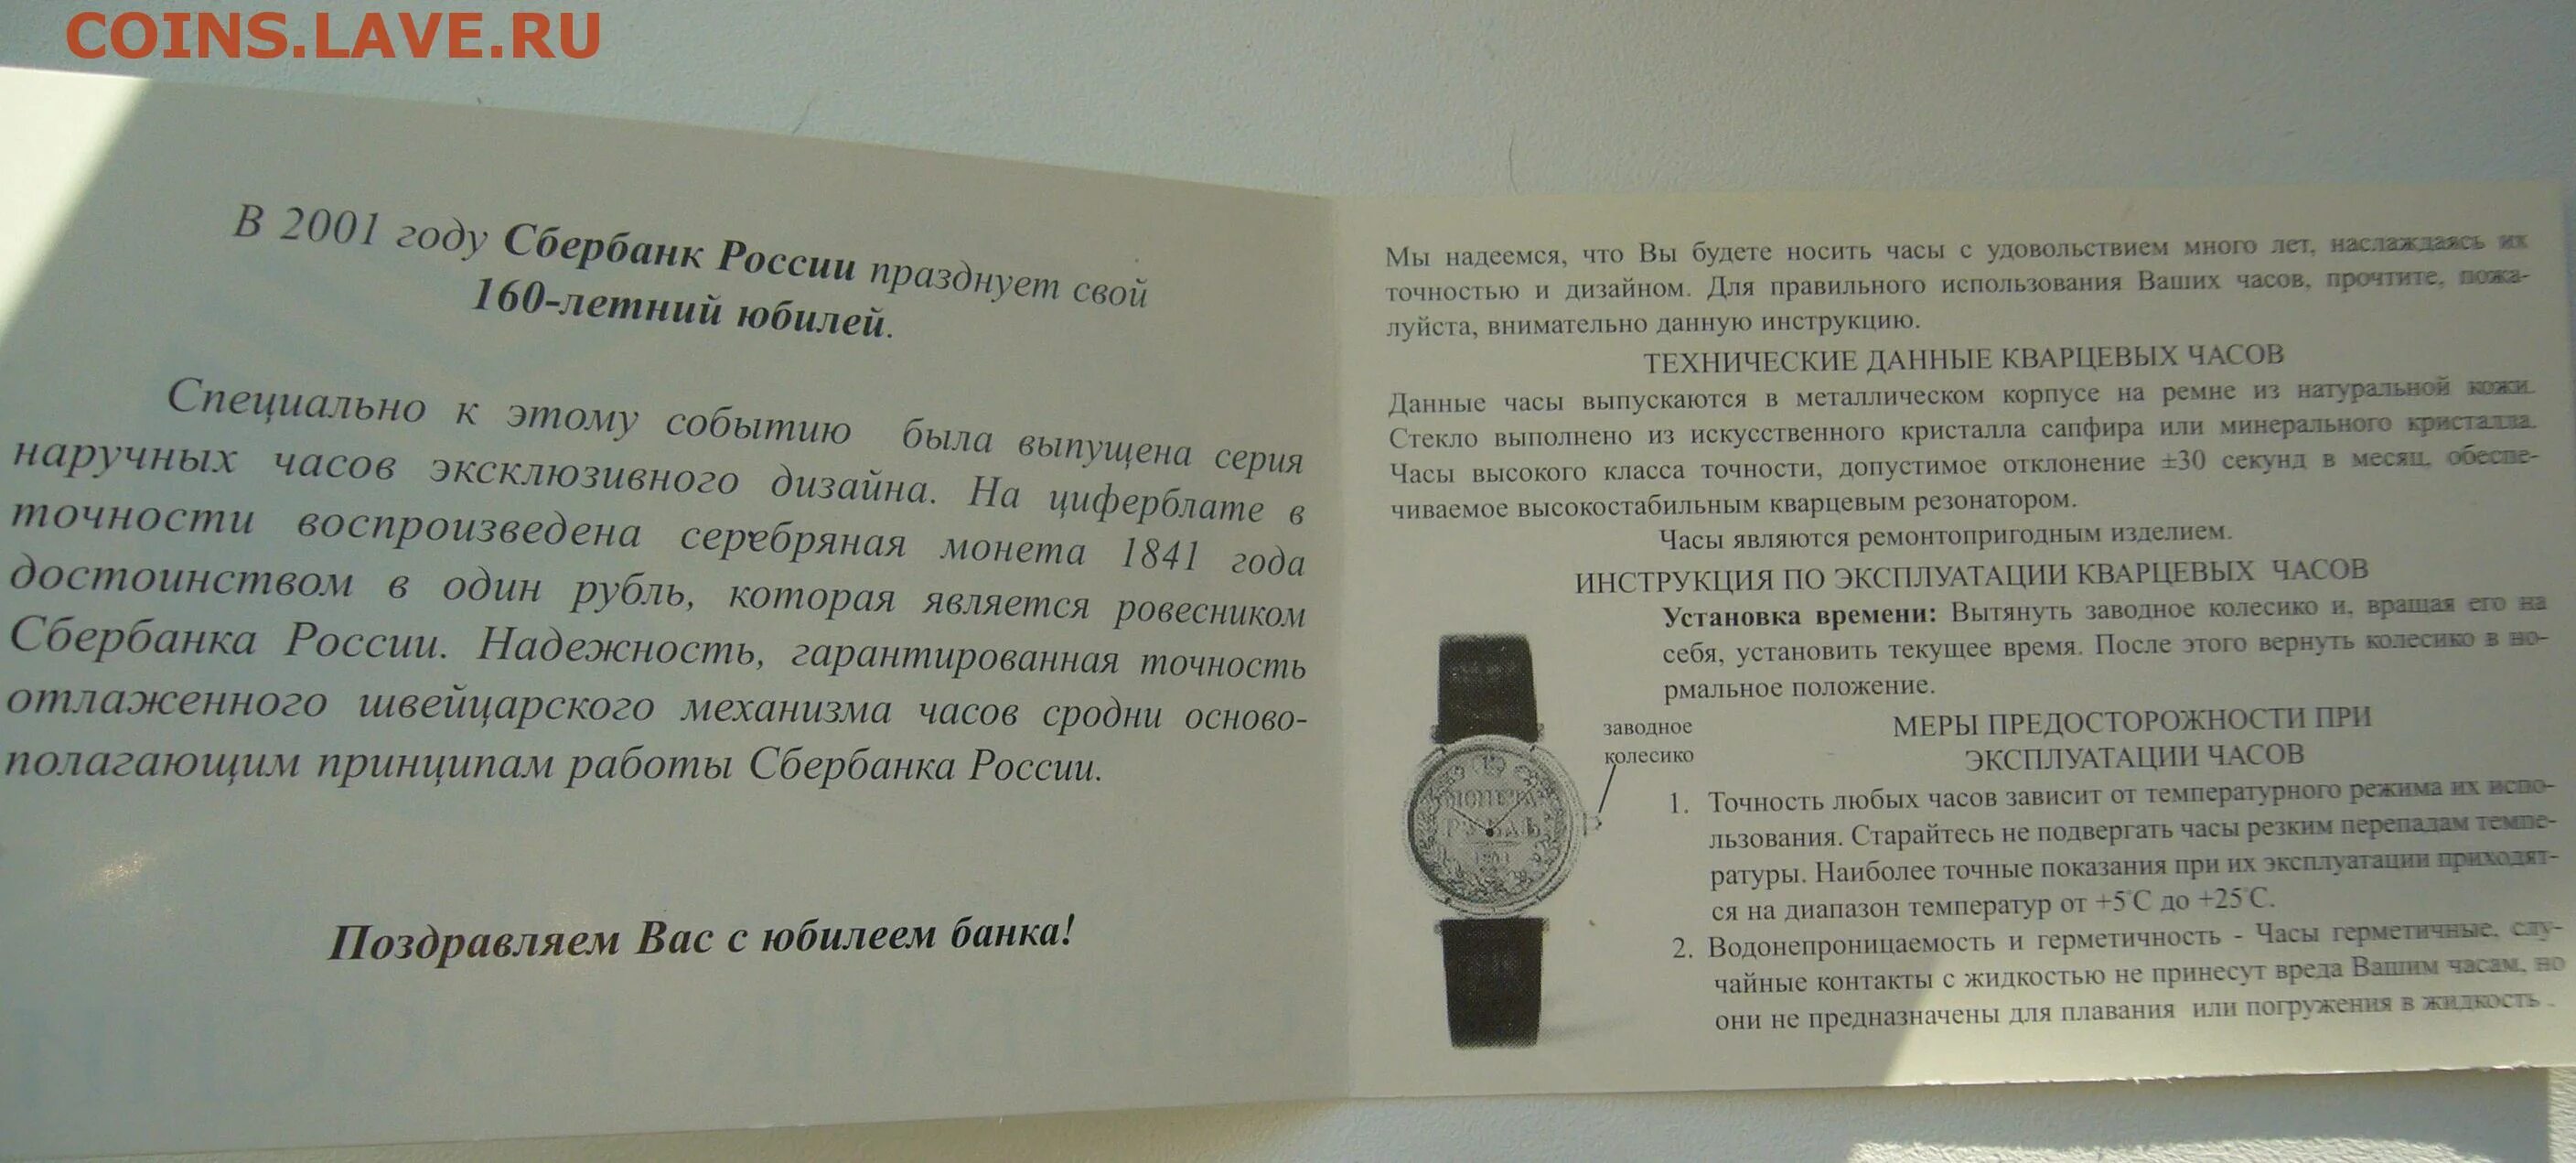 COINS.LAVE.RU
В 2001 году Сбербанк России празднует свой
160-летний юбилей.
Специально к этому событию была выпущена серия
наручных часов эксклюзивного дизайна. На циферблате в
точности воспроизведена серебряная монета 1841 года
достоинством в один рубль, которая является ровесником
Сбербанка России. Надежность, гарантированная точность
отлаженного швейцарского механизма часов сродни осново-
полагающим принципам работы Сбербанка России.
Поздравляем Вас с юбилеем банка!
Мы надеемся, что Вы будете носить часы с удовольствием много лет, наслаждаясь их
точностью и дизайном. Для правильного использования Ваших часов, прочтите, пожа-
луйста, внимательно данную инструкцию.
ТЕХНИЧЕСКИЕ ДАННЫЕ КВАРЦЕВЫХ ЧАСОВ
Данные часы выпускаются в металлическом корпусе на ремне из натуральной кожи.
Стекло выполнено из искусственного кристалла сапфира или минерального кристалла.
Часы высокого класса точности, допустимое отклонение ±30 секунд в месяц, обеспе-
чиваемое высокостабильным кварцевым резонатором.
Часы являются ремонтопригодным изделием.
ИНСТРУКЦИЯ ПО ЭКСПЛУАТАЦИИ КВАРЦЕВЫХ ЧАСОВ
Установка времени: Вытянуть заводное колесико и, вращая его на
себя, установить текущее время. После этого вернуть колесико в но-
рмальное положение.
заводное
колесико
МОНЕТА
РУБЛЬ
1841
МЕРЫ ПРЕДОСТОРОЖНОСТИ ПРИ
ЭКСПЛУАТАЦИИ ЧАСОВ
1. Точность любых часов зависит от температурного режима их испо-
льзования. Старайтесь не подвергать часы резким перепадам темпе-
ратуры. Наиболее точные показания при их эксплуатации приходят-
ся на диапазон температур от +5°С до +25°С.
2. Водонепроницаемость и герметичность - Часы герметичные, слу-
чайные контакты с жидкостью не принесут вреда Вашим часам, но
они не предназначены для плавания или погружения в жидкость .